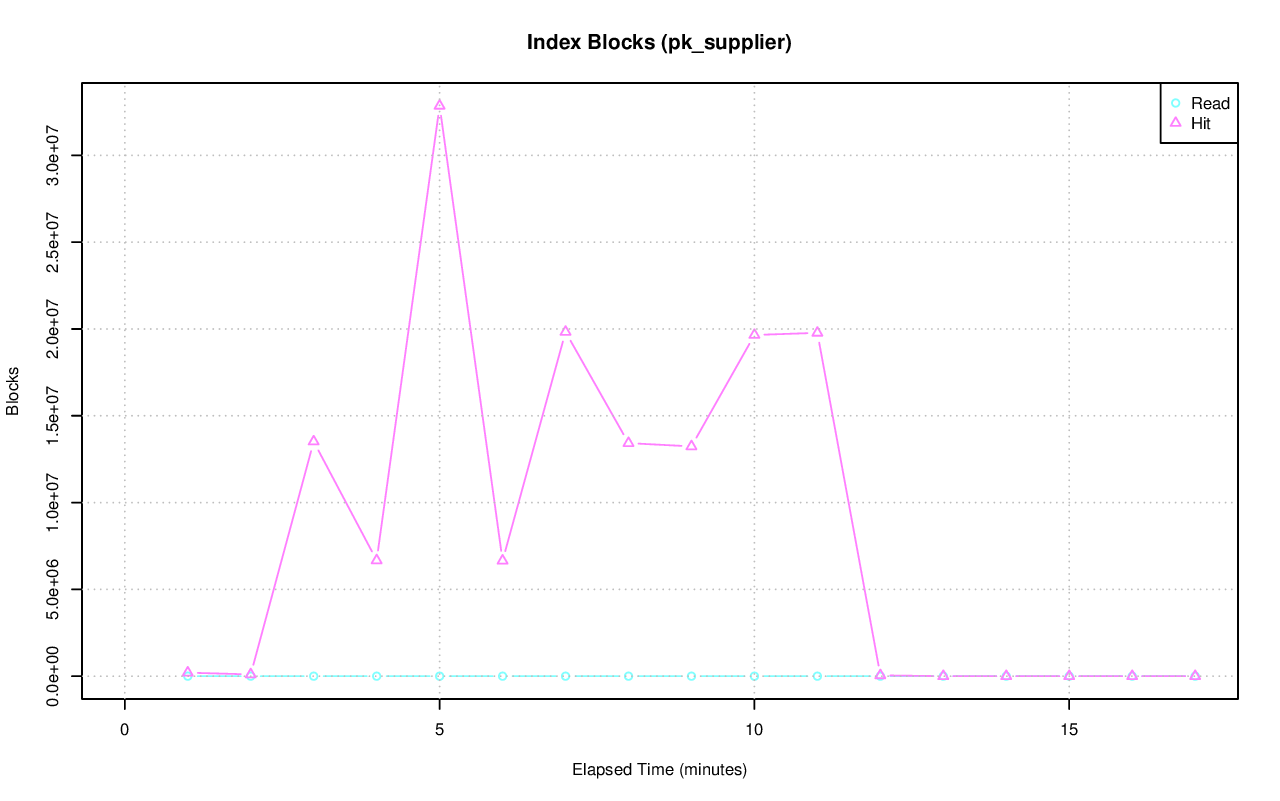 Index Blocks (pk_supplier)
Read
Hit
Blocks
3.0e+07
2.5e+07
2.0e+07
1.5e+07
1.0e+07
5.0e+06
0.0e+00
0 5 10 15
Elapsed Time (minutes)